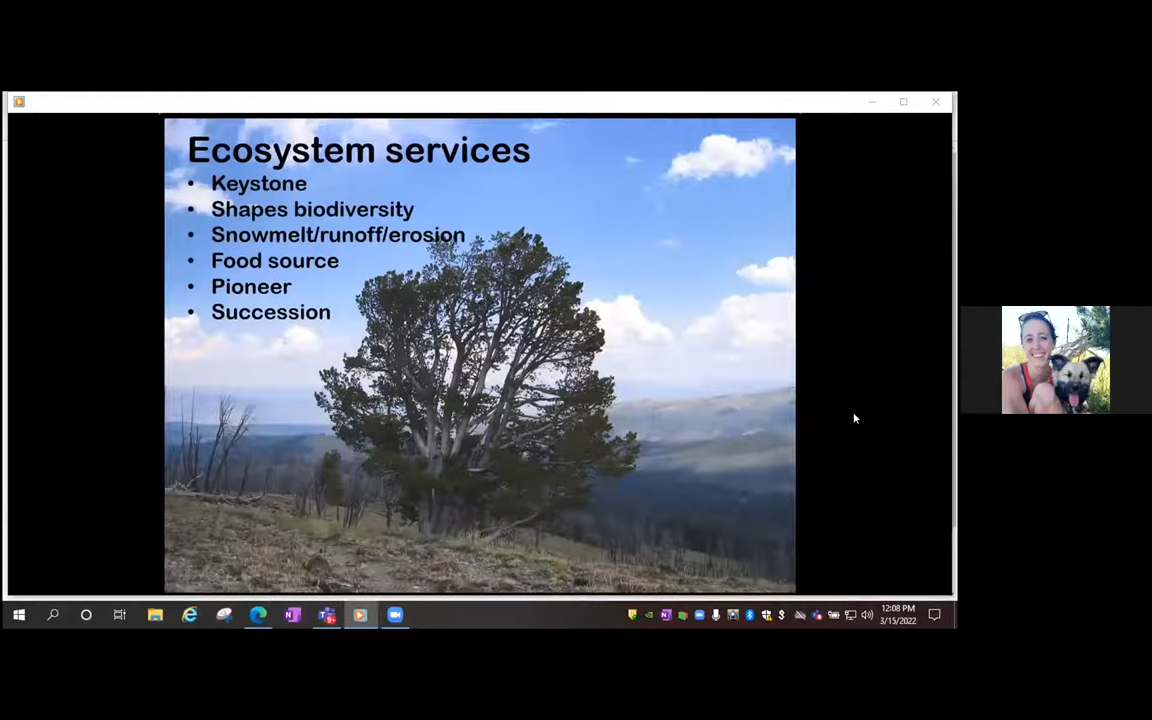 Ecosystem services
• Keystone
• Shapes biodiversity
• Snowmelt/runoff/erosion
• Food source
• Pioneer
• Succession
12:08 PM
3/15/2022